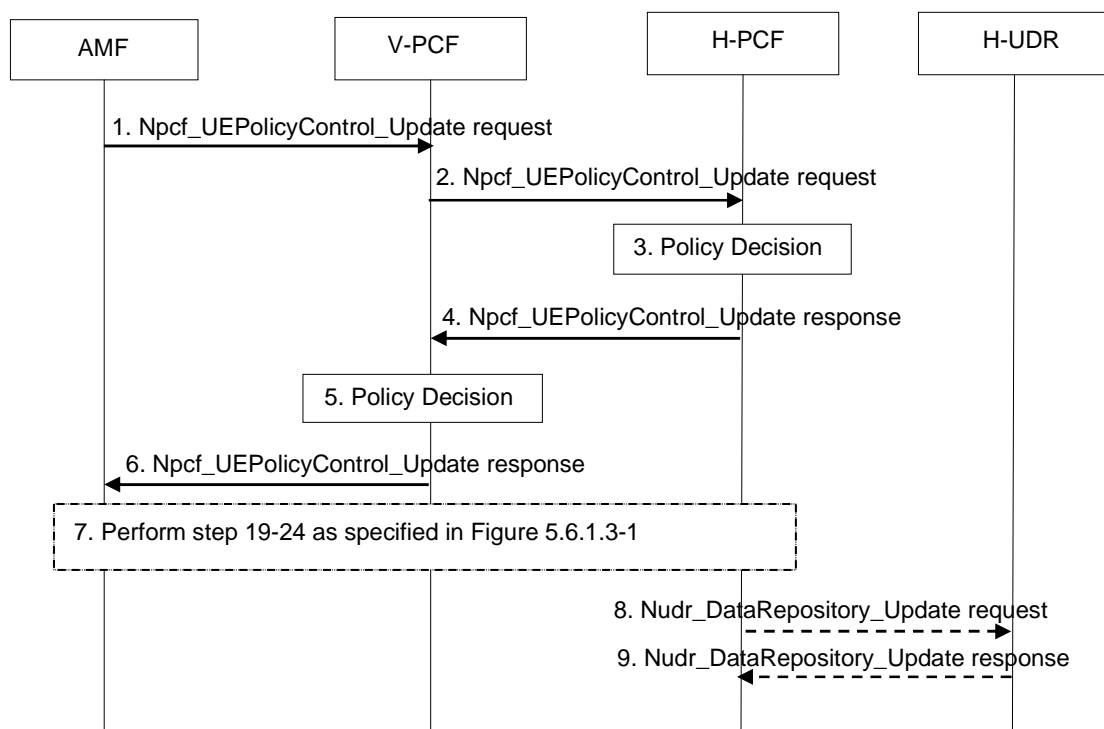 AMF
V-PCF
H-PCF
H-UDR
1. Npcf_UEPolicyControl_Update request
2. Npcf_UEPolicyControl_Update request
3. Policy Decision
4. Npcf_UEPolicyControl_Update response
5. Policy Decision
6. Npcf_UEPolicyControl_Update response
7. Perform step 19-24 as specified in Figure 5.6.1.3-1
8. Nudr_DataRepository_Update request
9. Nudr_DataRepository_Update response